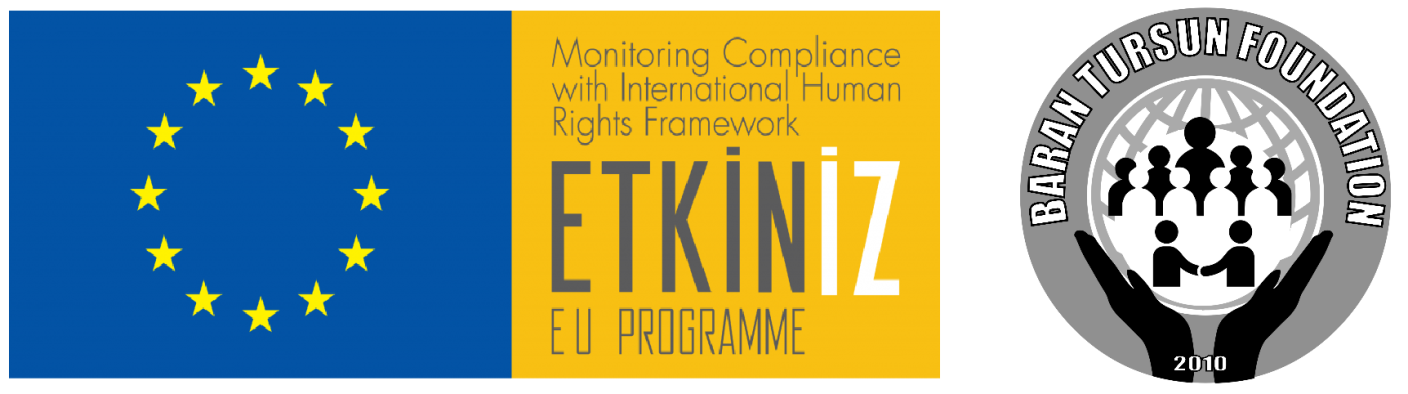 Monitoring Compliance
with International Human
Rights Framework
ETKİNİZ
EU PROGRAMME
BARAN TURSUN FOUNDATION
2010